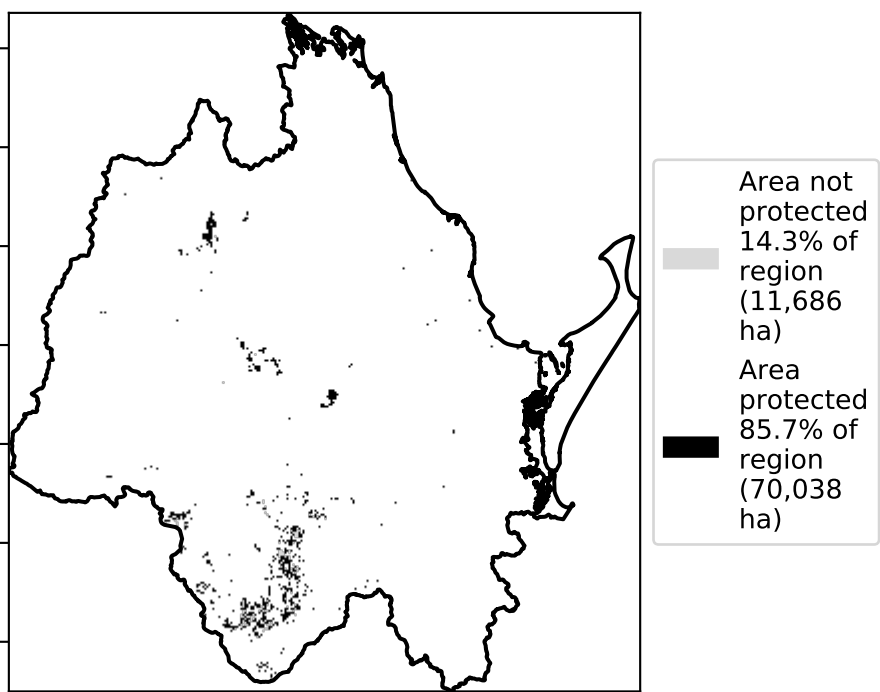 Area not
protected
14.3% of
region
(11,686
ha)
Area
protected
85.7% of
region
(70,038
ha)